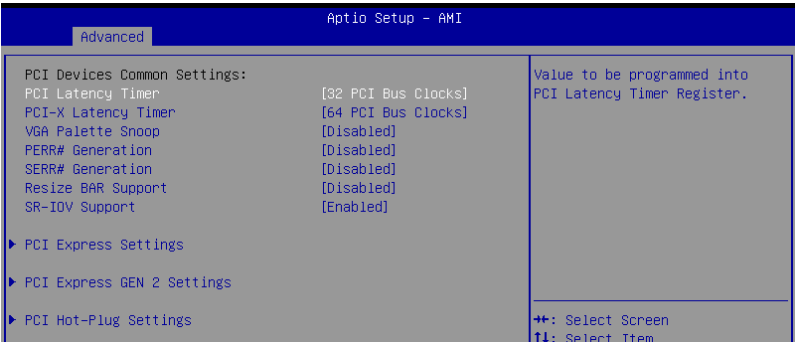 Aptio Setup – AMI
Advanced
PCI Devices Common Settings:
PCI Latency Timer [32 PCI Bus Clocks]
PCI-X Latency Timer [64 PCI Bus Clocks]
VGA Palette Snoop [Disabled]
PERR# Generation [Disabled]
SERR# Generation [Disabled]
Resize BAR Support [Disabled]
SR-IOV Support [Enabled]
PCI Express Settings
PCI Express GEN 2 Settings
PCI Hot-Plug Settings
Value to be programmed into
PCI Latency Timer Register.
→←: Select Screen
↑↓: Select Item